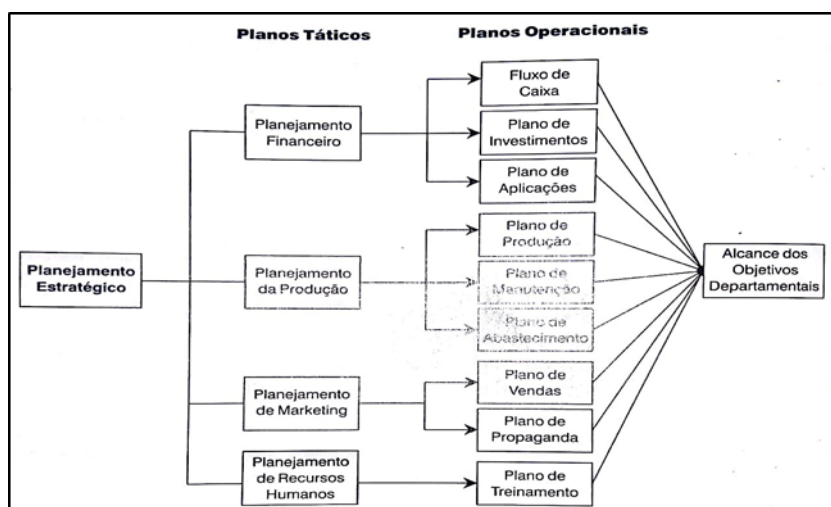 Planos Táticos
Planos Operacionais
Fluxo de
Caixa
Planejamento
Financeiro
Plano de
Investimentos
Plano de
Aplicações
Plano de
Produção
Planejamento
Estratégico
Planejamento
da Produção
Plano de
Manutenção
Alcance dos
Objetivos
Departamentais
Plano de
Abastecimento
Planejamento
de Marketing
Plano de
Vendas
Plano de
Propaganda
Planejamento
de Recursos
Humanos
Plano de
Treinamento